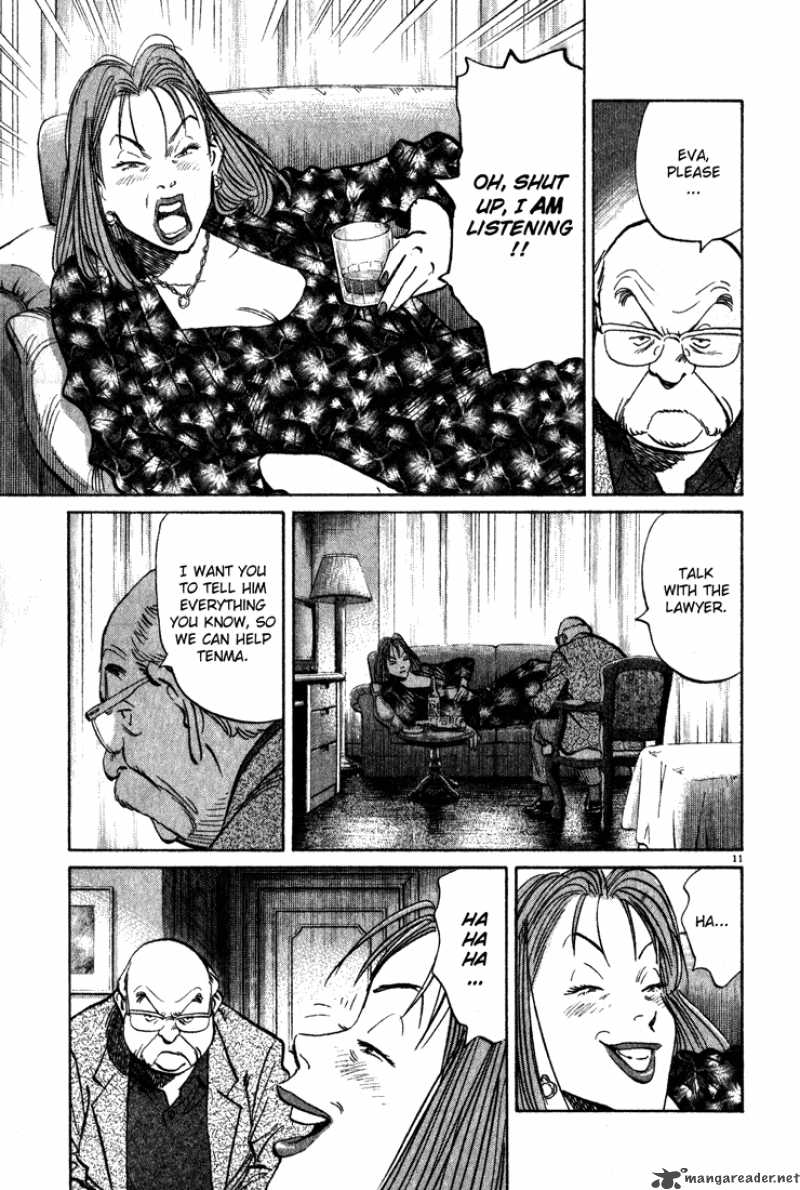 EVA,
PLEASE
...
OH, SHUT
UP, I AM
LISTENING
!!
TALK
WITH THE
LAWYER.
I WANT YOU
TO TELL HIM
EVERYTHING
YOU KNOW, SO
WE CAN HELP
TENMA.
11
HA...
HA
HA
HA
...
mangareader.net